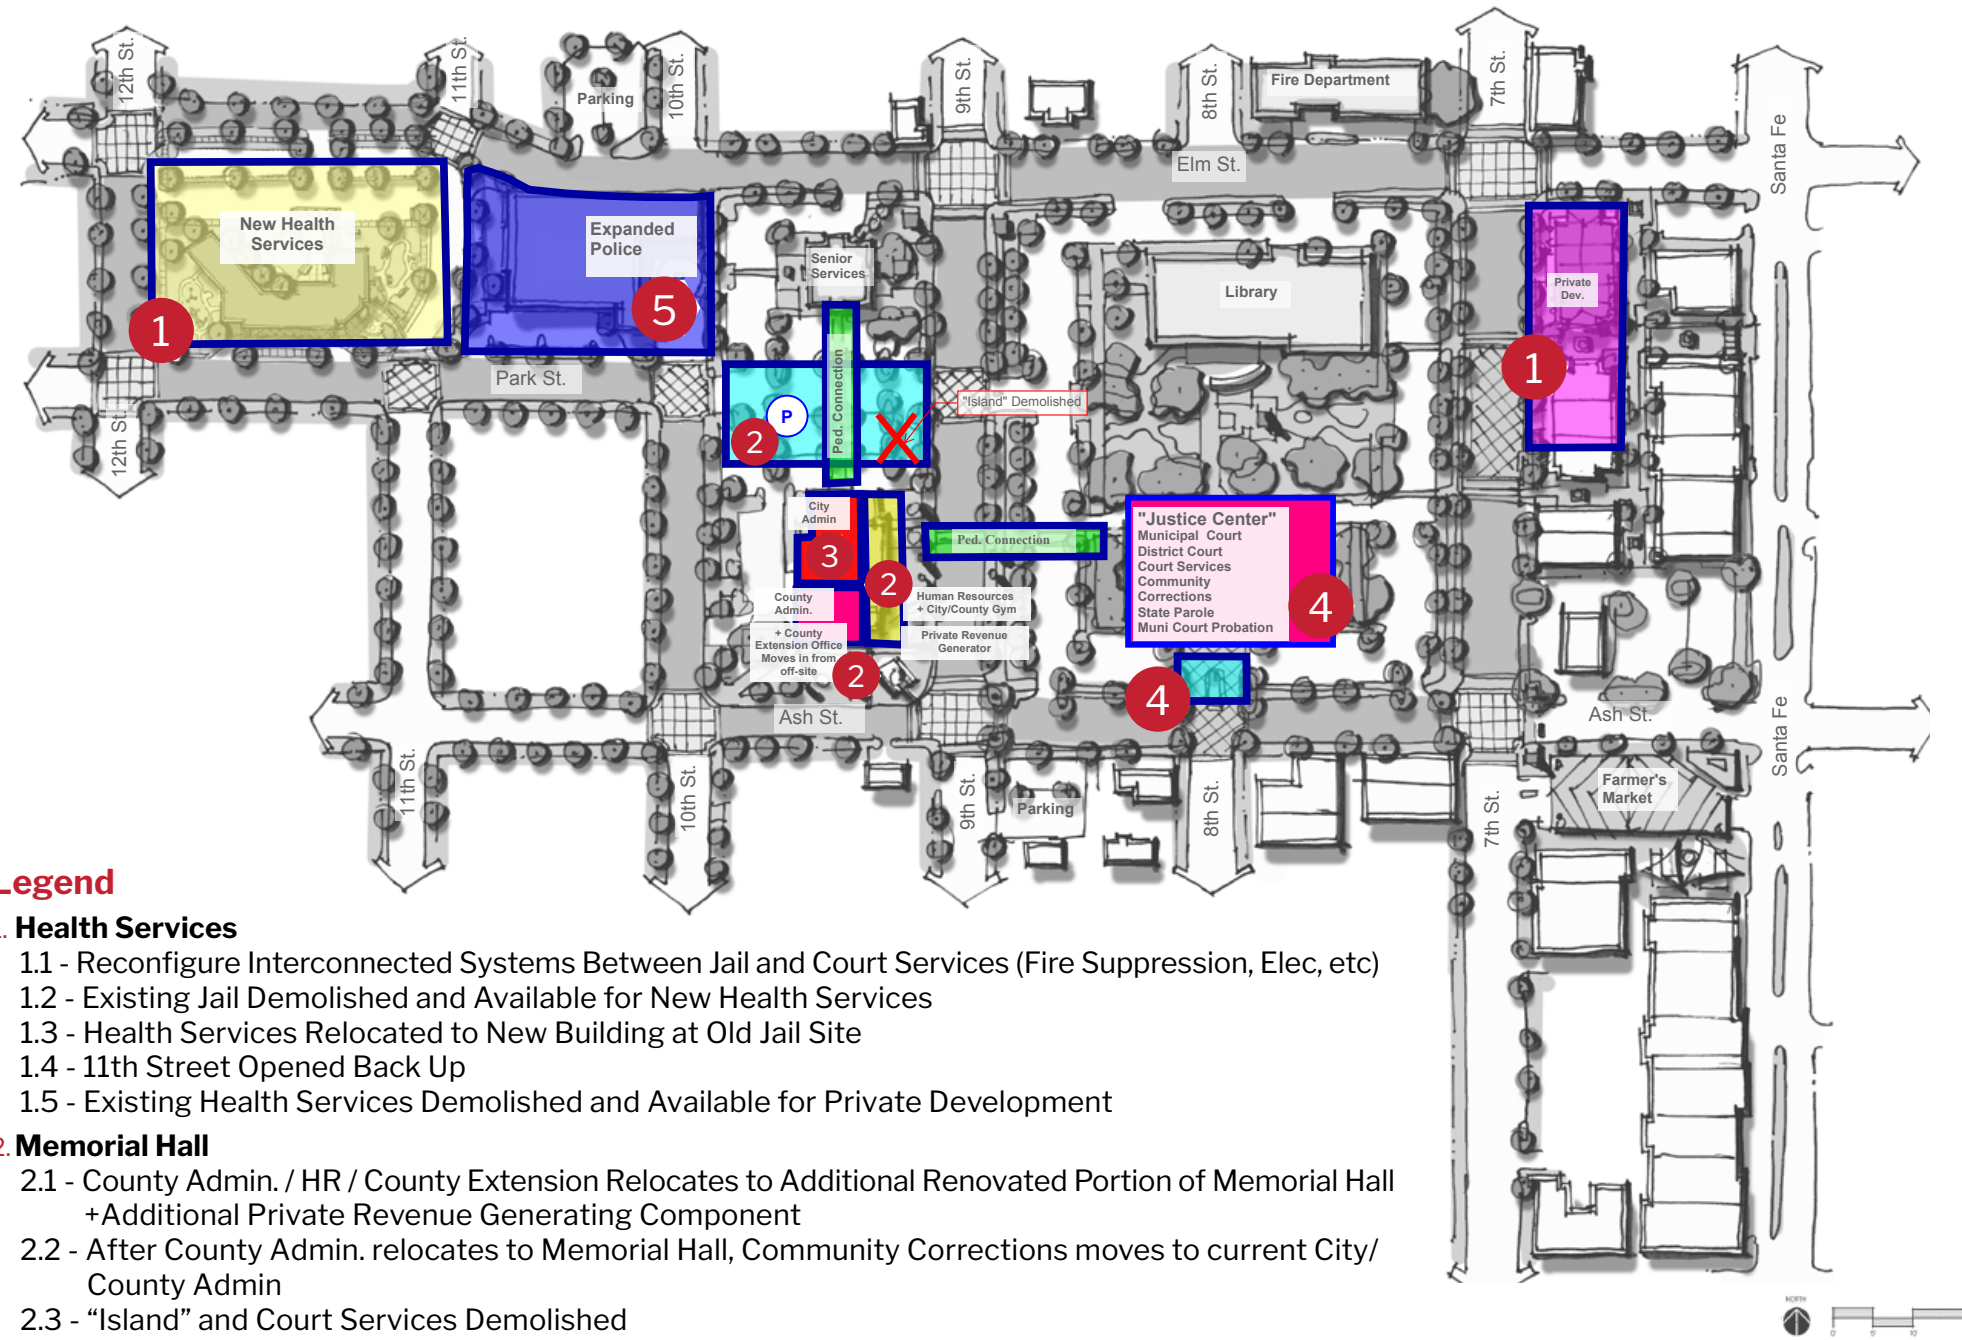 12th St.
11th St.
Parking
10th St.
9th St.
8th St.
Fire Department
7th St.
Santa Fe
Elm St.
New Health
Services
Expanded
Police
Senior
Services
Library
Private
Dev.
1
5
1
Park St.
Ped. Connection
"Island" Demolished
P
2
12th St.
City
Admin
3
2
Ped. Connection
"Justice Center"
Municipal Court
District Court
Court Services
Community
Corrections
State Parole
Muni Court Probation
4
County
Admin.
+ County
Extension Office
Moves in from
off-site
Human Resources
+ City/County Gym
Private Revenue
Generator
2
4
Ash St.
Ash St.
Santa Fe
11th St.
10th St.
9th St.
Parking
8th St.
7th St.
Farmer's
Market
Legend
. Health Services
1.1 - Reconfigure Interconnected Systems Between Jail and Court Services (Fire Suppression, Elec, etc)
1.2 - Existing Jail Demolished and Available for New Health Services
1.3 - Health Services Relocated to New Building at Old Jail Site
1.4 - 11th Street Opened Back Up
1.5 - Existing Health Services Demolished and Available for Private Development
2. Memorial Hall
2.1 - County Admin. / HR / County Extension Relocates to Additional Renovated Portion of Memorial Hall
+Additional Private Revenue Generating Component
2.2 - After County Admin. relocates to Memorial Hall, Community Corrections moves to current City/
County Admin
2.3 - “Island” and Court Services Demolished
NORTH
0' 5' 10'